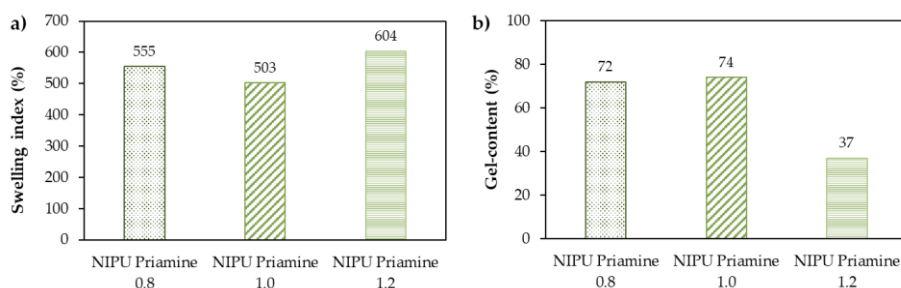 a)
Swelling index (%)
700
600
500
400
300
200
100
0
555
503
604
NIPU Priamine
0.8
NIPU Priamine
1.0
NIPU Priamine
1.2
b)
Gel-content (%)
100
80
60
40
20
0
72
74
37
NIPU Priamine
0.8
NIPU Priamine
1.0
NIPU Priamine
1.2